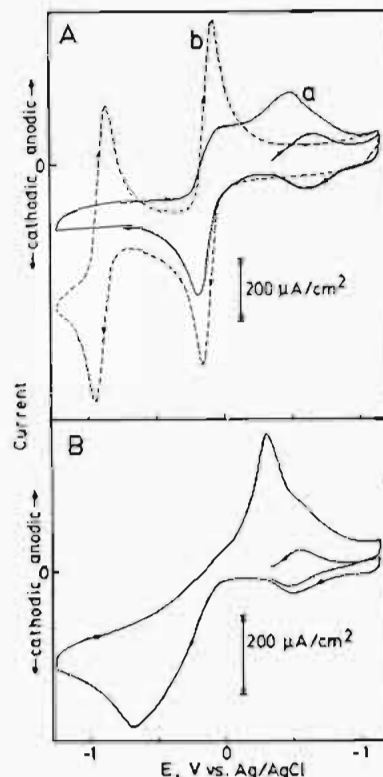 A
b
a
cathodic anodic
0
200 µA/cm²
B
Current
cathodic anodic
0
200 µA/cm²
-1
0
-1
E, V vs. Ag/AgCl